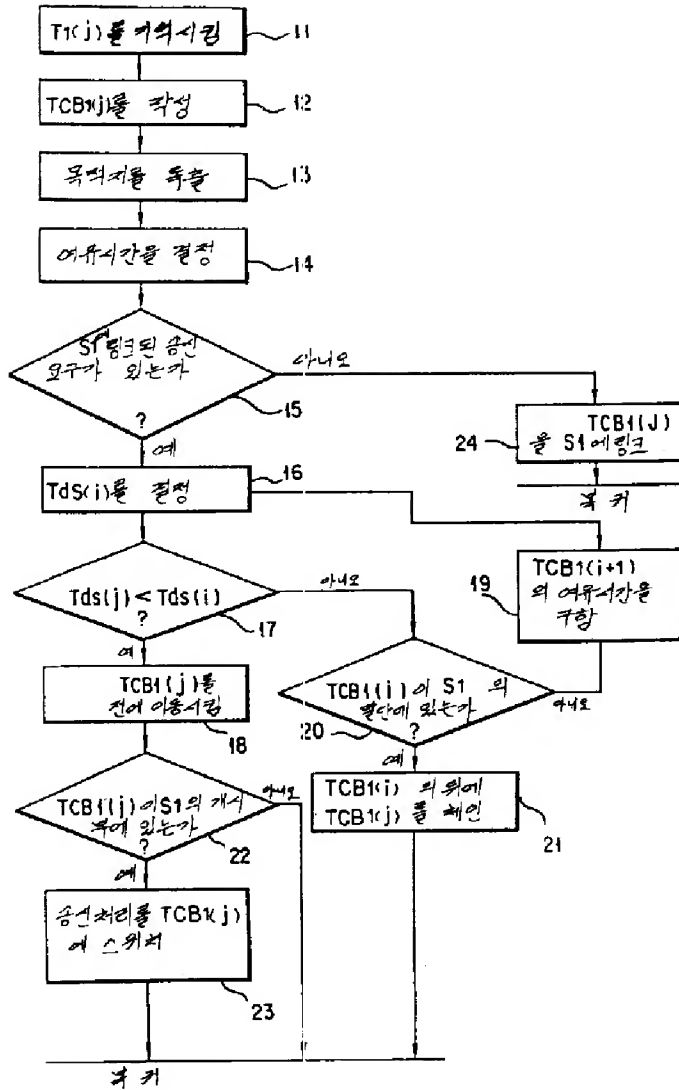 T1(j)를 기억시킴
11
TCB1(j)를 작성
12
목적지를 독출
13
여유시간을 결정
14
S1에 링크된 송신
요구가 있는가
?
15
아니오
예
TCB1(J)
24
을 S1에 링크
복귀
16
TdS(i)를 결정
Tds(j)<Tds(i)
?
17
아니오
예
TCB1(i+1)
19
의 여유시간을
구함
TCB1(j)를
전에 이동시킴
18
TCB1(i)이 S1 의
말단에 있는가
20
?
아니오
예
TCB1(j)이 S1의 개시
부에 있는가
?
22
아니오
예
TCB1(i) 의 뒤에
TCB1(j) 를 체인
21
송신처리를 TCB1(j)
에 스위치
23
복귀